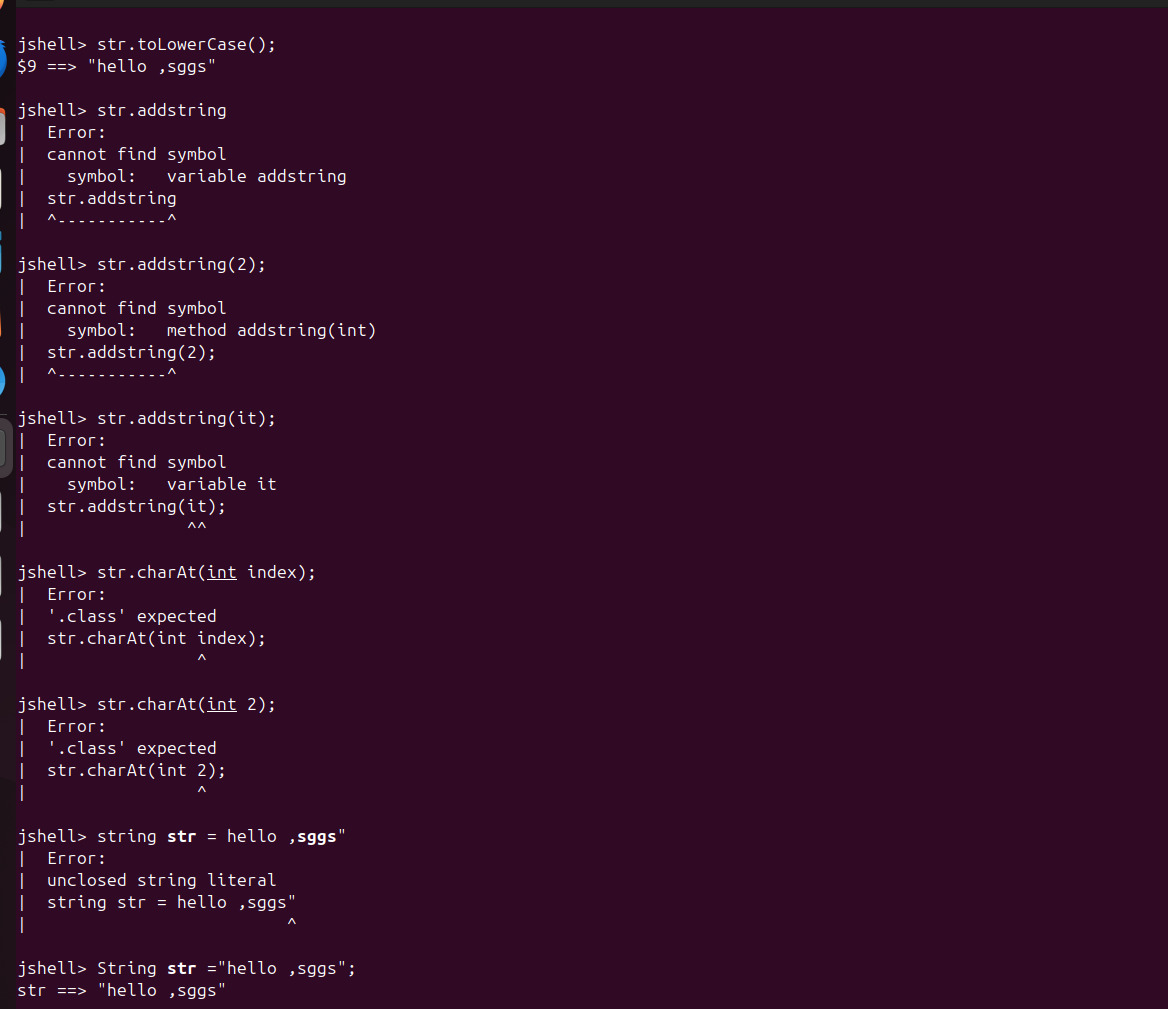 jshell> str.toLowerCase();
$9 ==> "hello ,sggs"

jshell> str.addstring
|  Error:
|  cannot find symbol
|    symbol:   variable addstring
|  str.addstring
|  ^-----------^

jshell> str.addstring(2);
|  Error:
|  cannot find symbol
|    symbol:   method addstring(int)
|  str.addstring(2);
|  ^-----------^

jshell> str.addstring(it);
|  Error:
|  cannot find symbol
|    symbol:   variable it
|  str.addstring(it);
|                ^^

jshell> str.charAt(int index);
|  Error:
|  '.class' expected
|  str.charAt(int index);
|                 ^

jshell> str.charAt(int 2);
|  Error:
|  '.class' expected
|  str.charAt(int 2);
|                 ^

jshell> string str = hello ,sggs"
|  Error:
|  unclosed string literal
|  string str = hello ,sggs"
|                          ^

jshell> String str ="hello ,sggs";
str ==> "hello ,sggs"